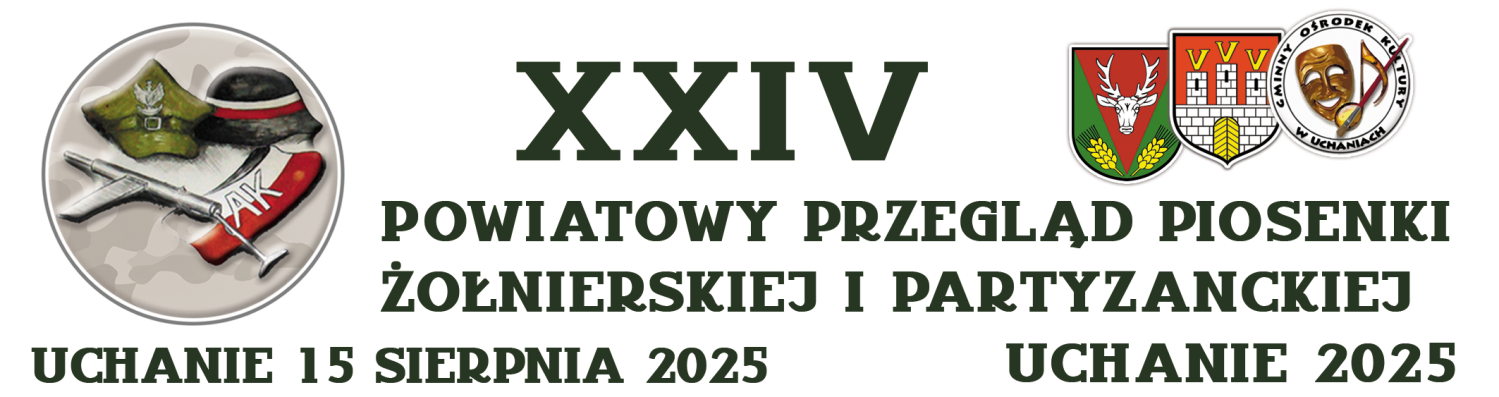 XXIV
POWIATOWY PRZEGLĄD PIOSENKI
ŻOŁNIERSKIEJ I PARTYZANCKIEJ
UCHANIE 15 SIERPNIA 2025
UCHANIE 2025
AK
V V V
GMINNY OŚRODEK KULTURY
W UCHANIACH